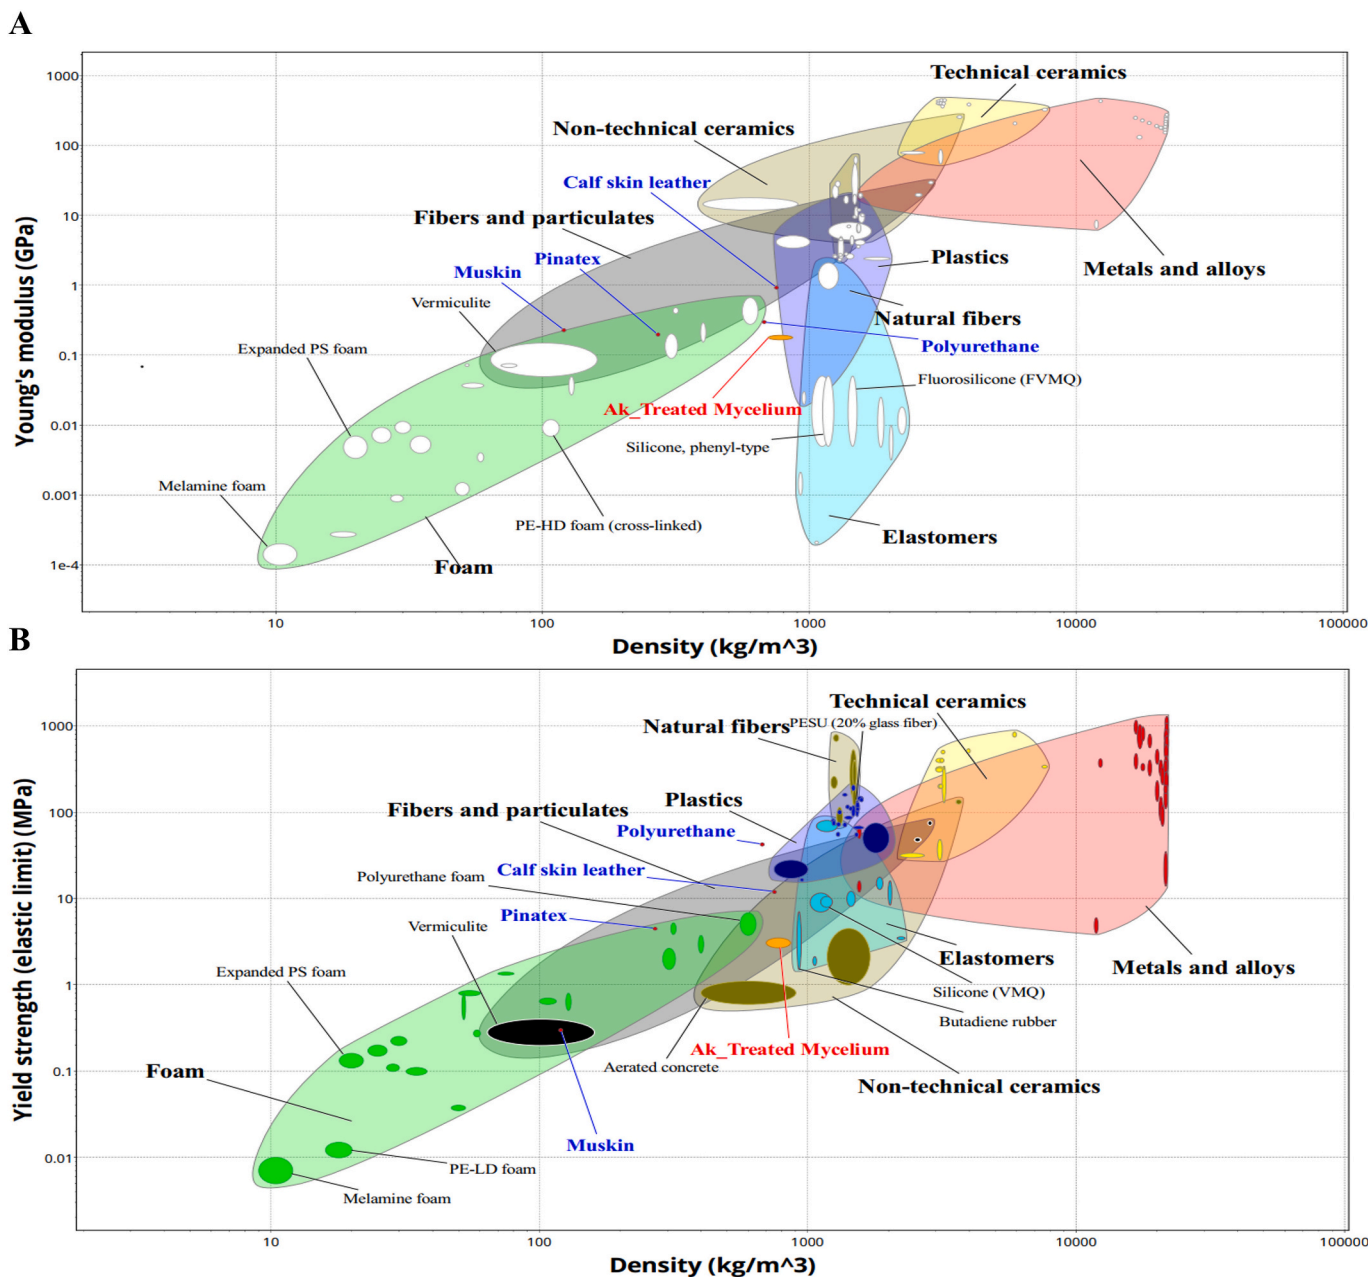 A
Technical ceramics
1000
Non-technical ceramics
100
Calf skin leather
Fibers and particulates
10
Pinatex
Plastics
Metals and alloys
Muskin
1
Vermiculite
Natural fibers
Polyurethane
Expanded PS foam
0.1
Fluorosilicone (FVMQ)
Ak_Treated Mycelium
0.01
Silicone, phenyl-type
Melamine foam
0.001
PE-HD foam (cross-linked)
Elastomers
Foam
1e-4
Young's modulus (GPa)
10
100
1000
10000
100000
Density (kg/m^3)
B
Technical ceramics
Natural fibers
PESU (20% glass fiber)
1000
Plastics
Fibers and particulates
100
Polyurethane
Calf skin leather
Polyurethane foam
10
Pinatex
Vermiculite
Elastomers
Metals and alloys
Expanded PS foam
1
Silicone (VMQ)
Butadiene rubber
Ak_Treated Mycelium
Aerated concrete
Foam
0.1
Non-technical ceramics
Muskin
0.01
PE-LD foam
Melamine foam
Yield strength (elastic limit) (MPa)
10
100
1000
10000
100000
Density (kg/m^3)